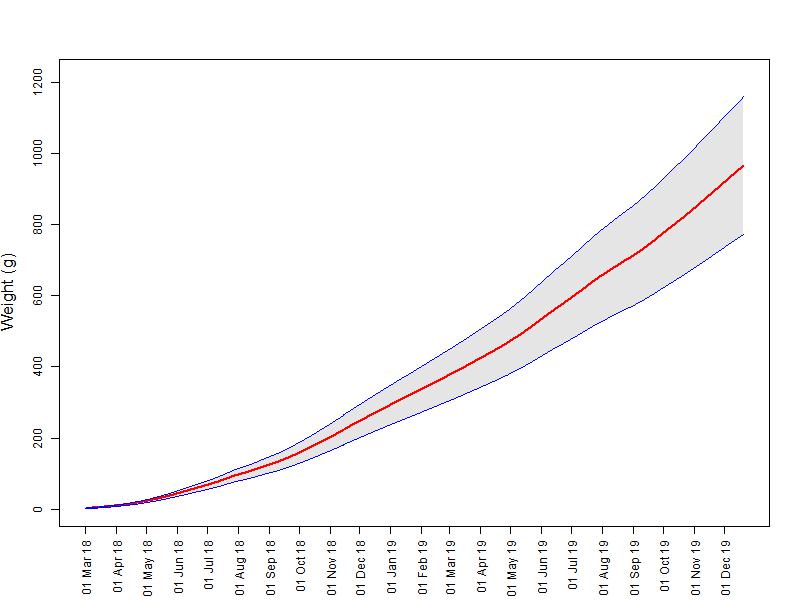 1200
1000
800
600
400
200
0
Weight (g)
01 Mar 18
01 Apr 18
01 May 18
01 Jun 18
01 Jul 18
01 Aug 18
01 Sep 18
01 Oct 18
01 Nov 18
01 Dec 18
01 Jan 19
01 Feb 19
01 Mar 19
01 Apr 19
01 May 19
01 Jun 19
01 Jul 19
01 Aug 19
01 Sep 19
01 Oct 19
01 Nov 19
01 Dec 19